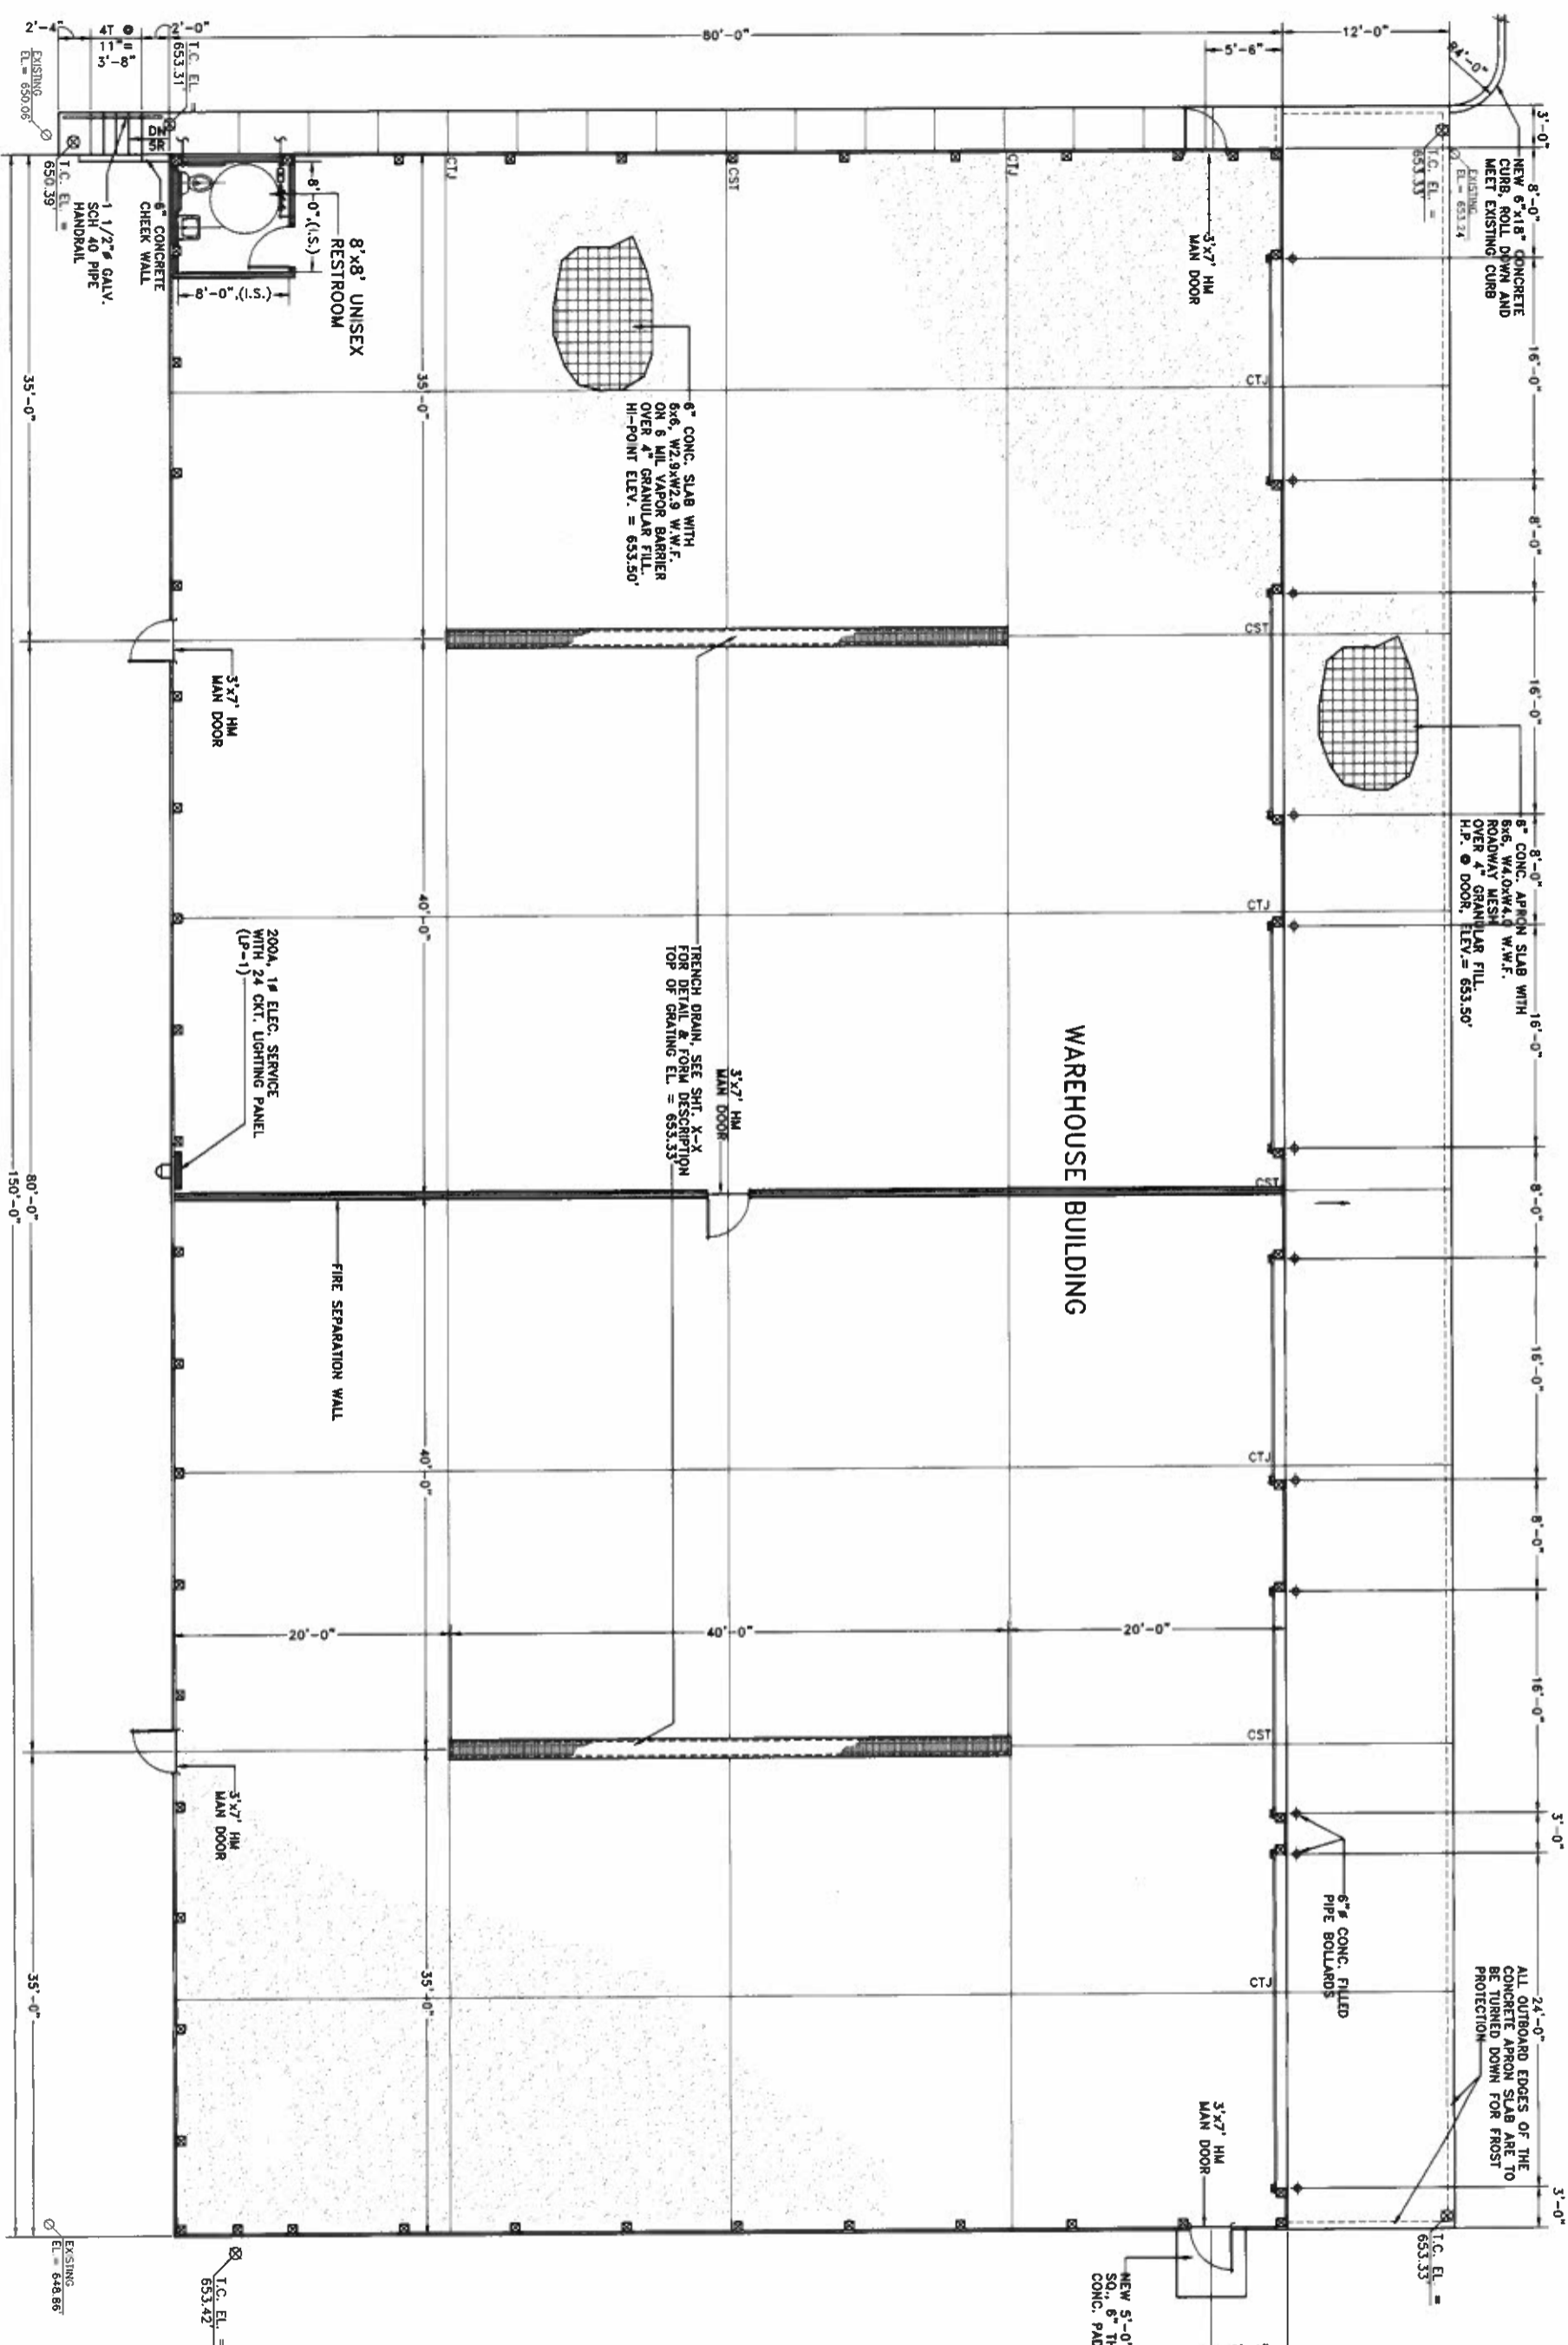 NEW 6"x18" CONCRETE
CURB, ROLL DOWN AND
MEET EXISTING CURB
R4'-0"
3'-0"
8'-0"
16'-0"
8'-0"
16'-0"
8'-0"
16'-0"
8'-0"
16'-0"
8'-0"
16'-0"
3'-0"
24'-0"
3'-0"
EXISTING
EL = 653.24
T.C. EL. =
653.33'
6" CONC. APRON SLAB WITH
6x6, W4.0xW4.0 W.W.F.
ROADWAY MESH
OVER 4" GRANULAR FILL.
H.P. @ DOOR, ELEV.= 653.50'
ALL OUTBOARD EDGES OF THE
CONCRETE APRON SLAB ARE TO
BE TURNED DOWN FOR FROST
PROTECTION
6"ø CONC. FILLED
PIPE BOLLARDS
T.C. EL. =
653.33'
12'-0"
5'-6"
80'-0"
3'x7' HM
MAN DOOR
CTJ
CST
CTJ
CST
CTJ
CST
CTJ
3'x7' HM
MAN DOOR
NEW 5'-0"
SQ., 6"
CONC. PAD
WAREHOUSE BUILDING
CTJ
CST
CTJ
6" CONC. SLAB WITH
6x6, W2.9xW2.9 W.W.F.
ON 6 MIL VAPOR BARRIER
OVER 4" GRANULAR FILL.
HI-POINT ELEV. = 653.50'
3'x7' HM
MAN DOOR
TRENCH DRAIN, SEE SHT. X-X
FOR DETAIL & FORM DESCRIPTION
TOP OF GRATING EL. = 653.33'
20'-0"
40'-0"
20'-0"
35'-0"
40'-0"
40'-0"
35'-0"
8'x8' UNISEX
RESTROOM
8'-0",(I.S.)
8'-0",(I.S.)
FIRE SEPARATION WALL
200A, 1ø ELEC. SERVICE
WITH 24 CKT. LIGHTING PANEL
(LP-1)
3'x7' HM
MAN DOOR
3'x7' HM
MAN DOOR
T.C. EL. =
653.31'
2'-0"
4T @
11" =
3'-8"
2'-4"
DN
5R
6" CONCRETE
CHEEK WALL
1 1/2"ø GALV.
SCH 40 PIPE
HANDRAIL
T.C. EL. =
650.39'
EXISTING
EL = 650.06'
T.C. EL. =
653.42'
EXISTING
EL = 648.86'
35'-0"
80'-0"
35'-0"
150'-0"